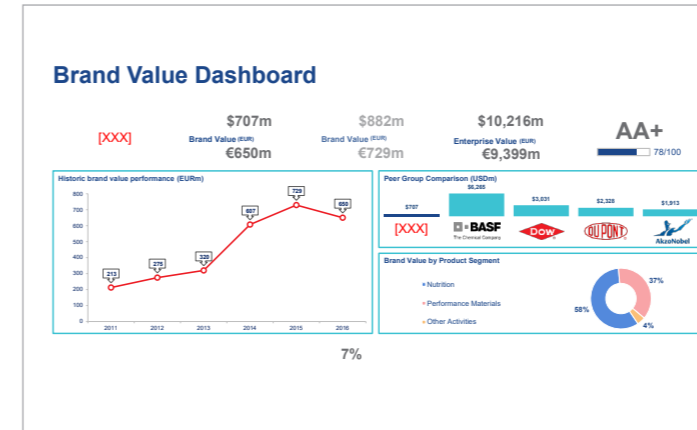 Brand Value Dashboard
[XXX]
$707m
Brand Value (EUR)
€650m
$882m
Brand Value (EUR)
€729m
$10,216m
Enterprise Value (EUR)
€9,399m
AA+
78/100
Historic brand value performance (EURm)
800
700
600
500
400
300
200
100
0
213
275
320
607
729
650
2011
2012
2013
2014
2015
2016
Peer Group Comparison (USDm)
$707
$6,265
$3,031
$2,328
$1,913
[XXX]
BASF
The Chemical Company
Dow
DU PONT
AkzoNobel
Brand Value by Product Segment
Nutrition
Performance Materials
Other Activities
37%
58%
4%
7%